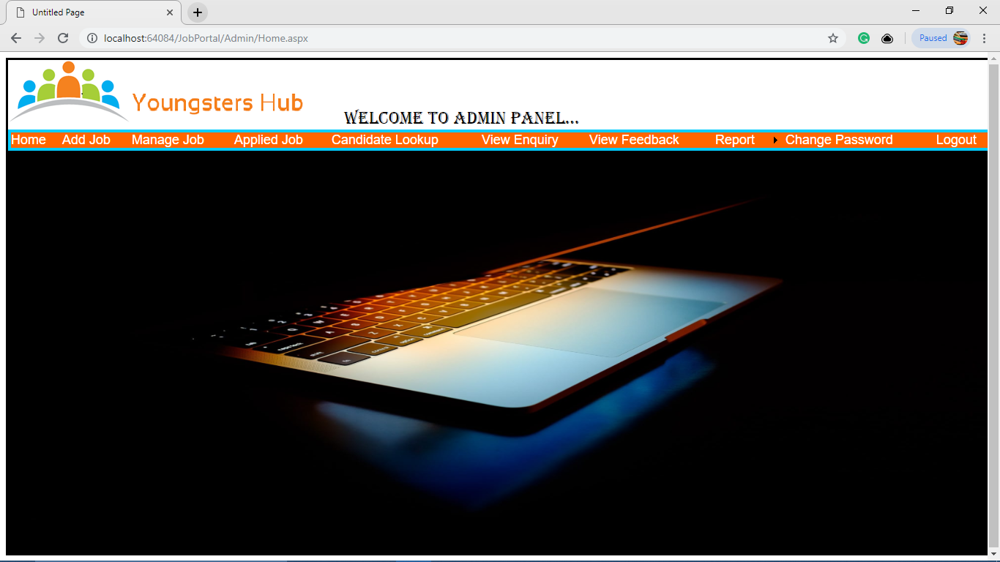 Untitled Page
localhost:64084/JobPortal/Admin/Home.aspx
Paused
Youngsters Hub
WELCOME TO ADMIN PANEL...
Home Add Job Manage Job Applied Job Candidate Lookup View Enquiry View Feedback Report Change Password Logout